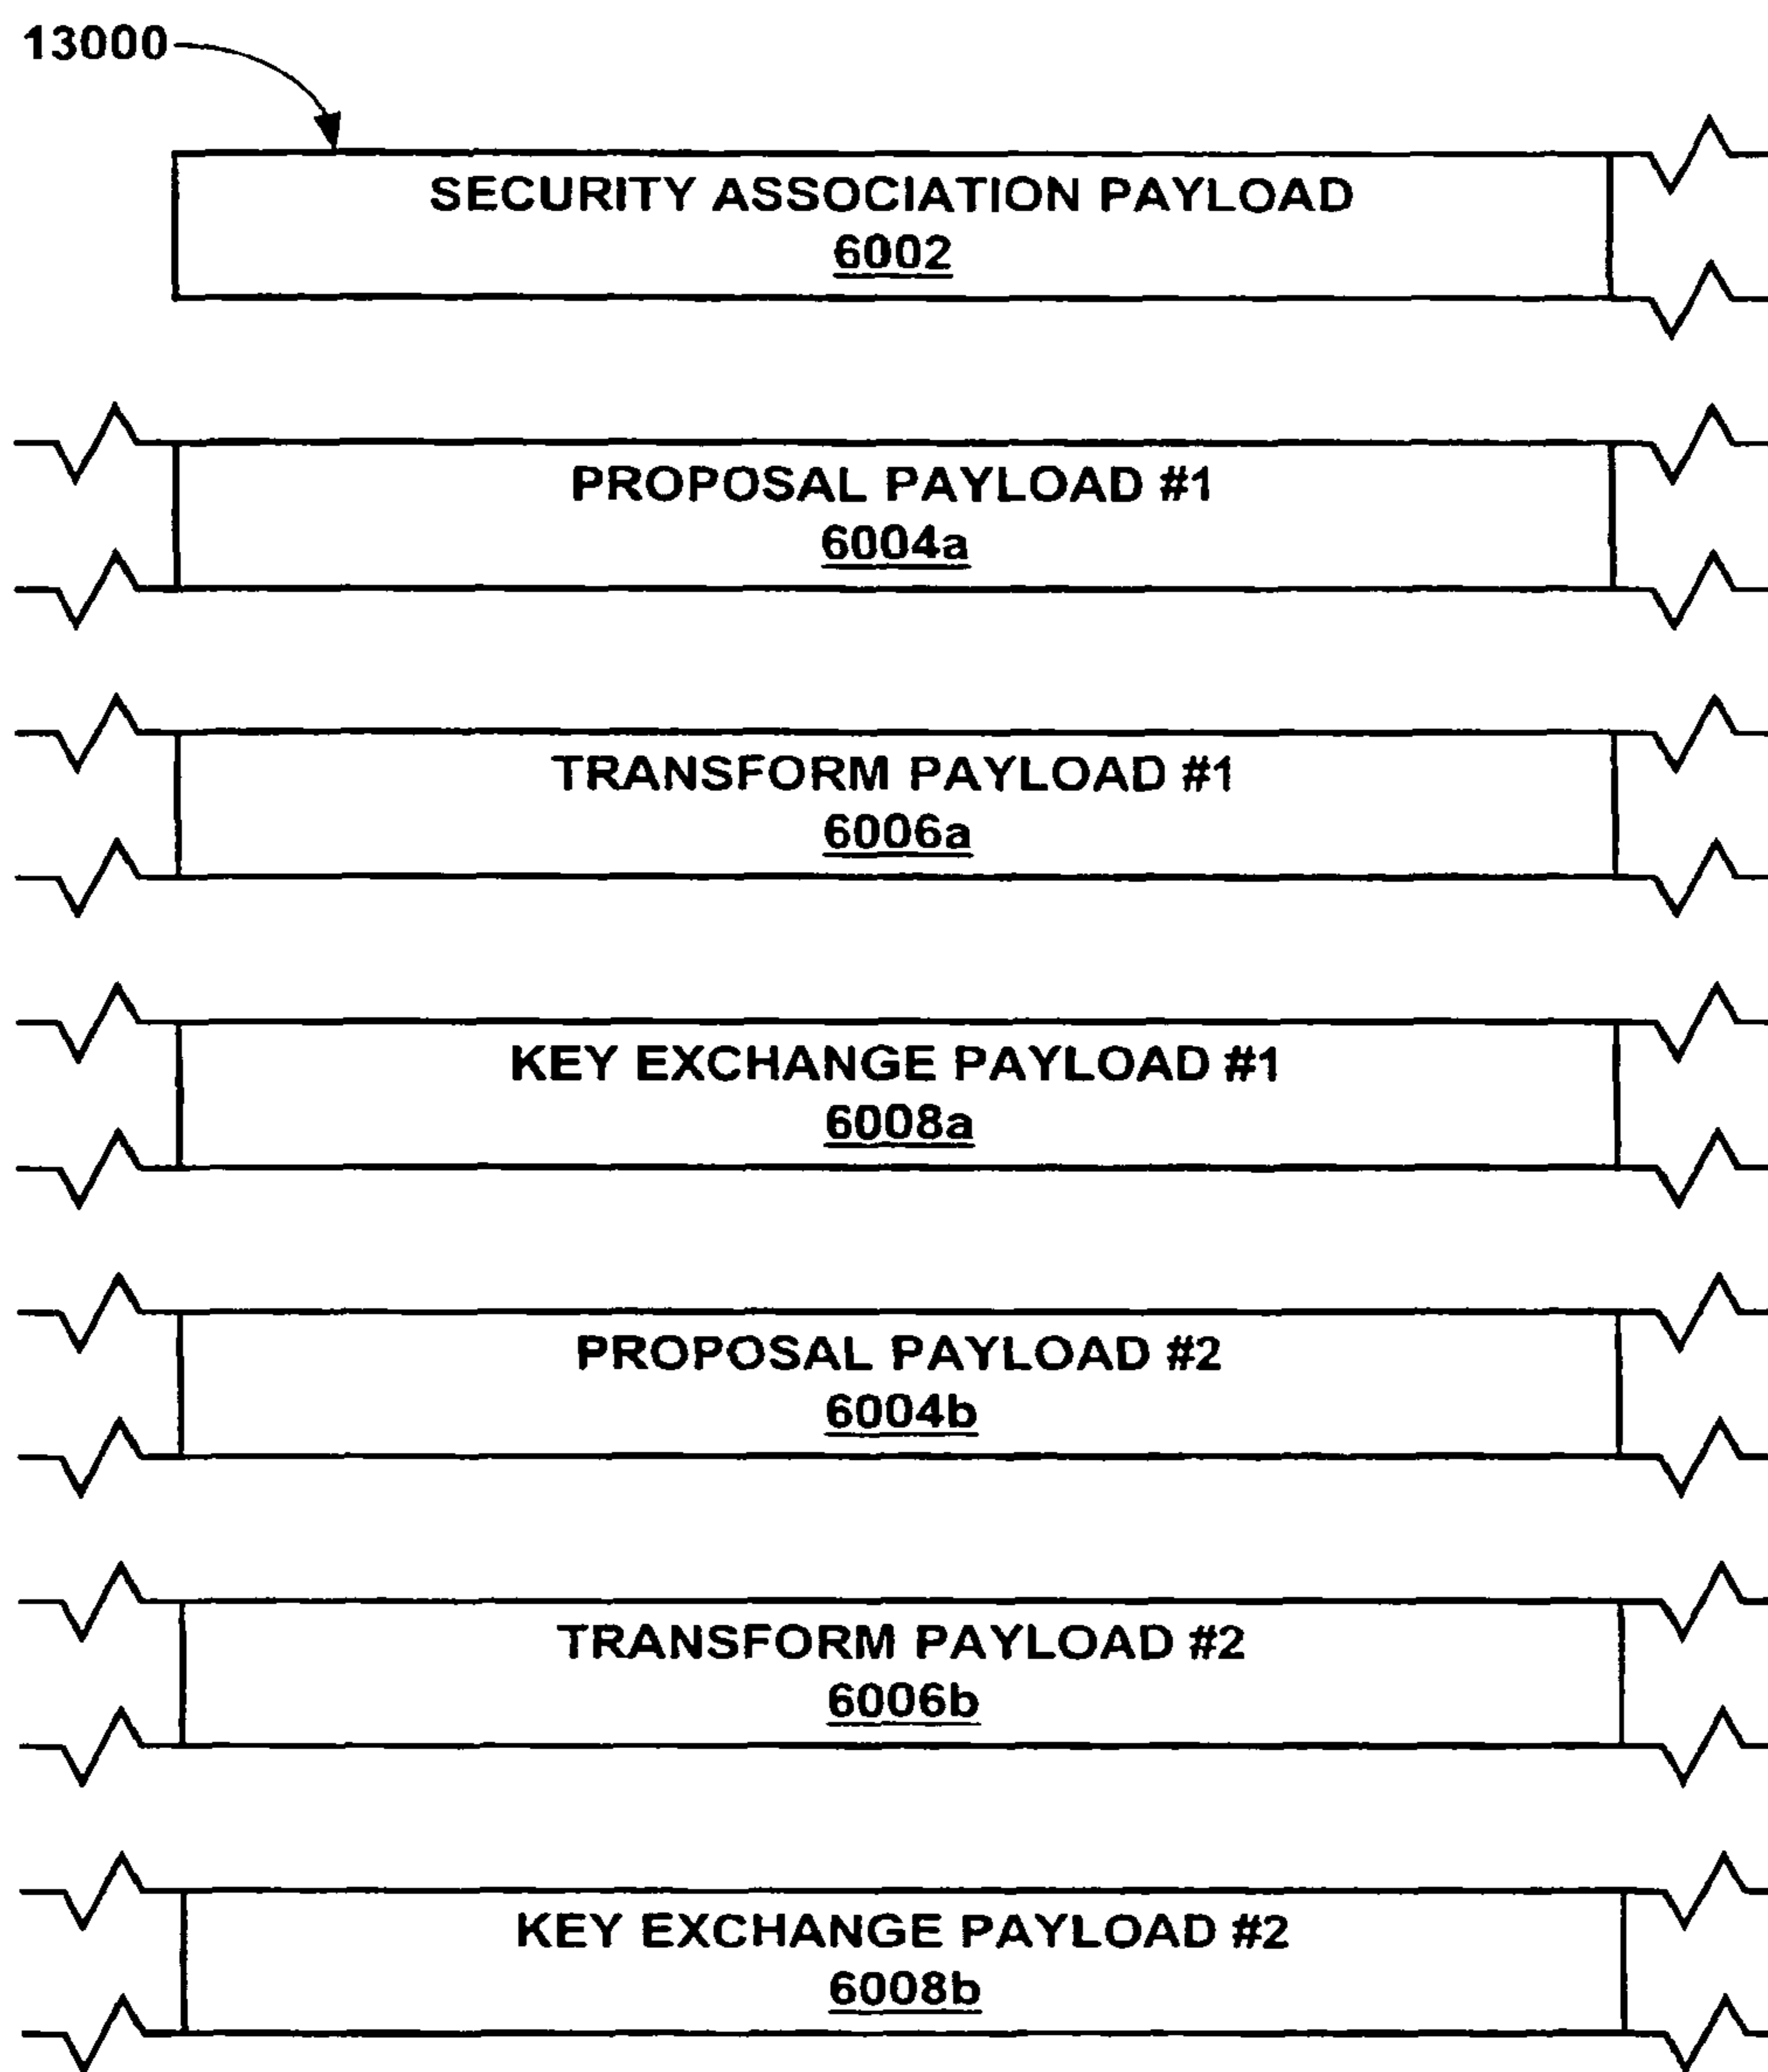 13000
SECURITY ASSOCIATION PAYLOAD
6002
PROPOSAL PAYLOAD #1
6004a
TRANSFORM PAYLOAD #1
6006a
KEY EXCHANGE PAYLOAD #1
6008a
PROPOSAL PAYLOAD #2
6004b
TRANSFORM PAYLOAD #2
6006b
KEY EXCHANGE PAYLOAD #2
6008b